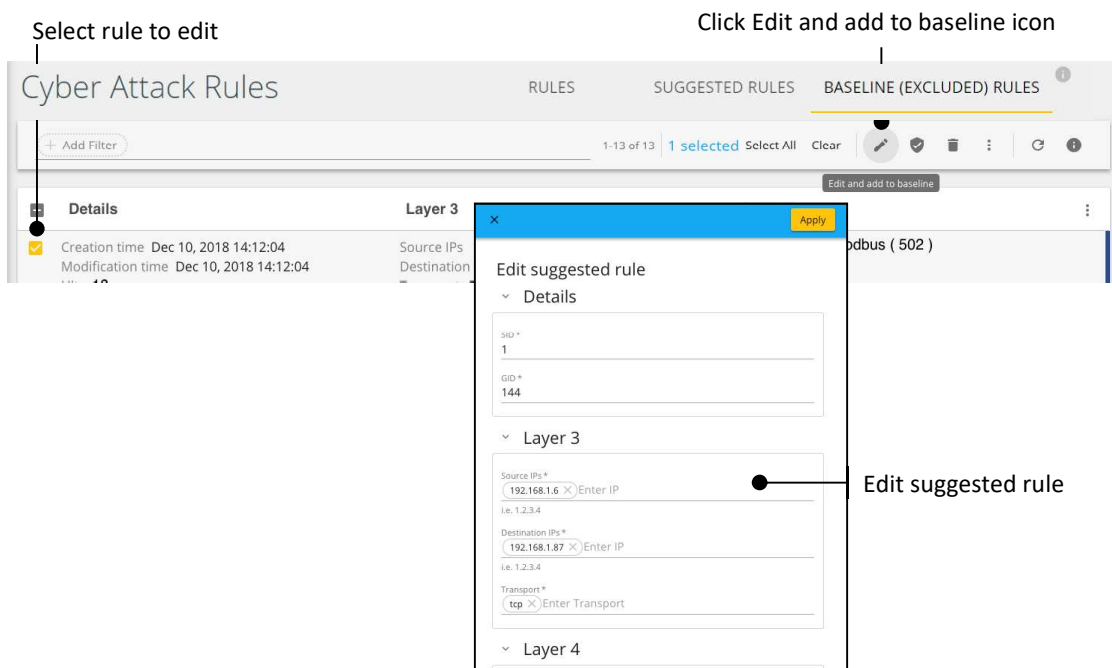 Select rule to edit
Click Edit and add to baseline icon
Cyber Attack Rules
RULES
SUGGESTED RULES
BASELINE (EXCLUDED) RULES
+ Add Filter
1-13 of 13
1 selected
Select All
Clear
Edit and add to baseline
Details
Layer 3
Creation time Dec 10, 2018 14:12:04
Modification time Dec 10, 2018 14:12:04
Source IPs
Destination
odbus ( 502 )
Apply
Edit suggested rule
Details
SID *
1
GID *
144
Layer 3
Source IPs *
192.168.1.6 × Enter IP
i.e. 1.2.3.4
Destination IPs *
192.168.1.87 × Enter IP
i.e. 1.2.3.4
Transport *
tcp × Enter Transport
Layer 4
Edit suggested rule